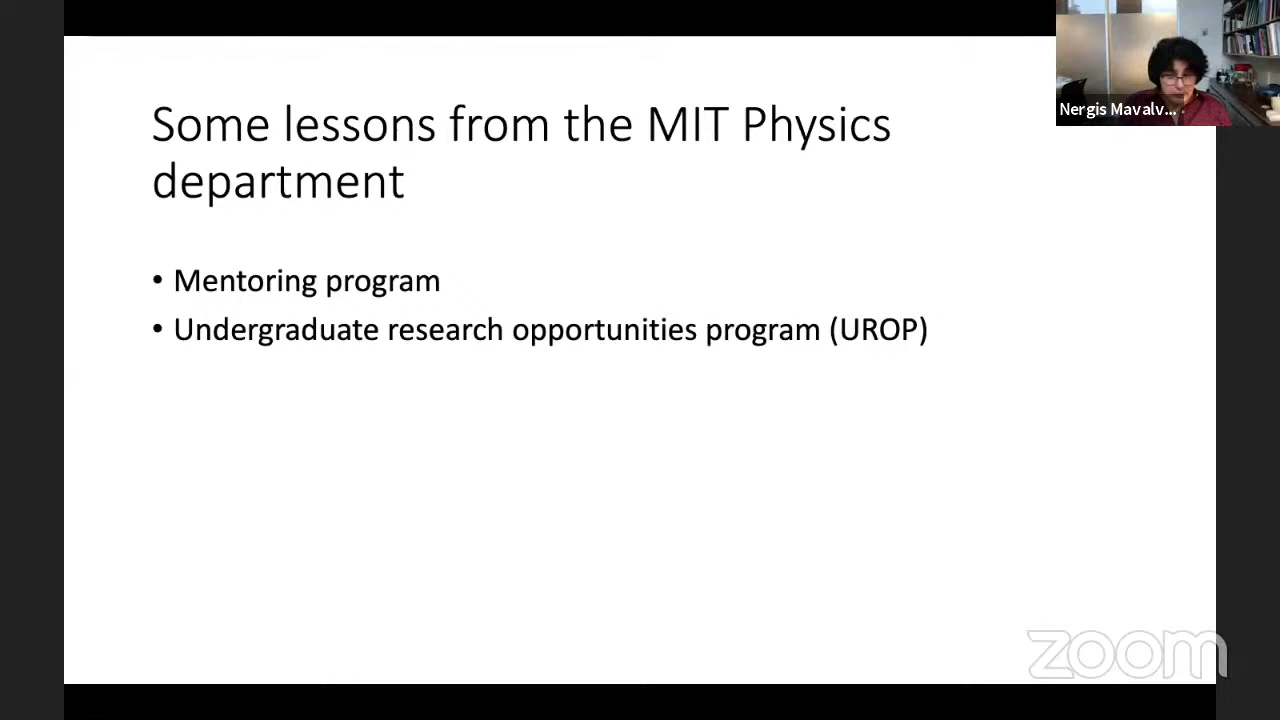 Nergis Mavalv...
Some lessons from the MIT Physics
department
• Mentoring program
• Undergraduate research opportunities program (UROP)
zoom